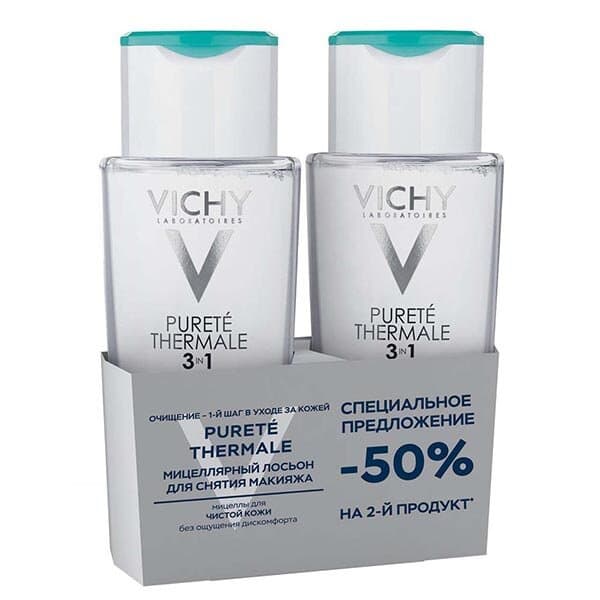 VICHY
LABORATOIRES
V
PURETÉ
THERMALE
3 IN 1
VICHY
LABORATOIRES
V
PURETÉ
THERMALE
3 IN 1
ОЧИЩЕНИЕ – 1-Й ШАГ В УХОДЕ ЗА КОЖЕЙ
PURETÉ
THERMALE
МИЦЕЛЛЯРНЫЙ ЛОСЬОН
ДЛЯ СНЯТИЯ МАКИЯЖА
мицеллы для
ЧИСТОЙ КОЖИ
без ощущения дискомфорта
СПЕЦИАЛЬНОЕ
ПРЕДЛОЖЕНИЕ
-50%
НА 2-Й ПРОДУКТ*